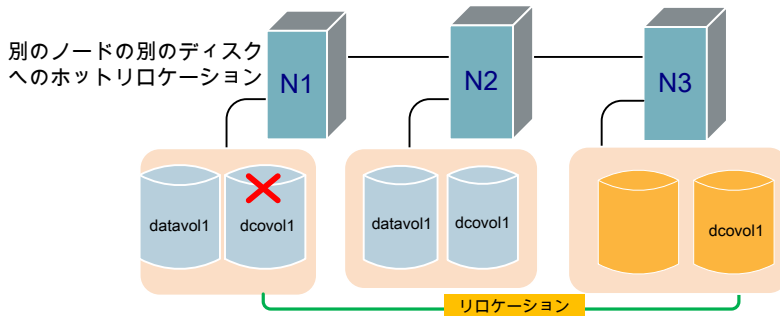 別のノードの別のディスク
へのホットリロケーション
N1
N2
N3
datavol1
dcovol1
datavol1
dcovol1
dcovol1
リロケーション